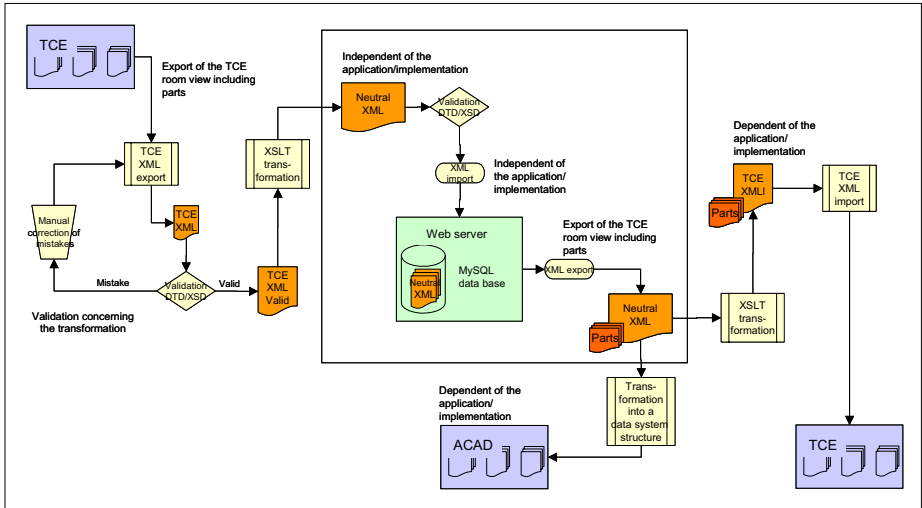 TCE
Export of the TCE
room view including
parts
TCE
XML
export
Manual
correction of
mistakes
TCE
XML
Mistake
Validation
DTD/XSD
Valid
Validation concerning
the transformation
TCE
XML
Valid
XSLT
trans-
formation
Independent of the
application/implementation
Neutral
XML
Validation
DTD/XSD
XML
import
Independent of
the application/
implementation
Web server
MySQL
data base
Neutral
XML
Export of the TCE
room view including
parts
XML export
Neutral
XML
Parts
Trans-
formation
into a
data system
structure
Dependent of the
application/
implementation
ACAD
XSLT
trans-
formation
Dependent of the
application/
implementation
TCE
XMLI
Parts
TCE
XML
import
TCE